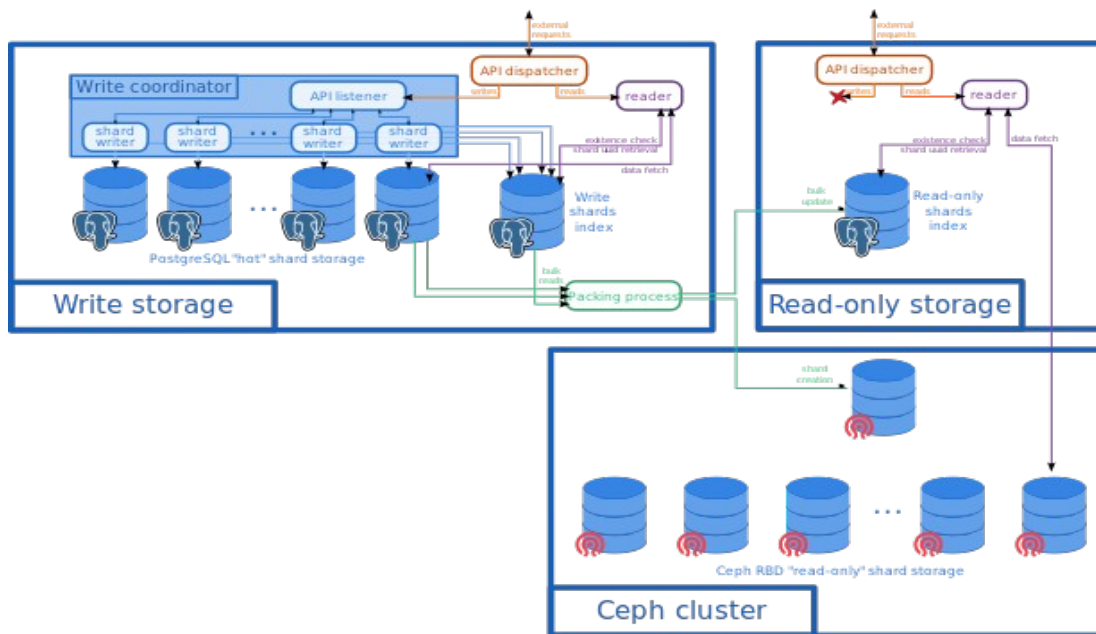 external
requests
API dispatcher
writes
reads
Write coordinator
API listener
reader
shard
writer
shard
writer
...
shard
writer
shard
writer
existence check
shard uuid retrieval
data fetch
...
Write
shards
index
PostgreSQL "hot" shard storage
bulk
reads
Packing process
Write storage
external
requests
API dispatcher
writes
reads
reader
existence check
shard uuid retrieval
data fetch
bulk
update
Read-only
shards
index
Read-only storage
shard
creation
...
Ceph RBD "read-only" shard storage
Ceph cluster